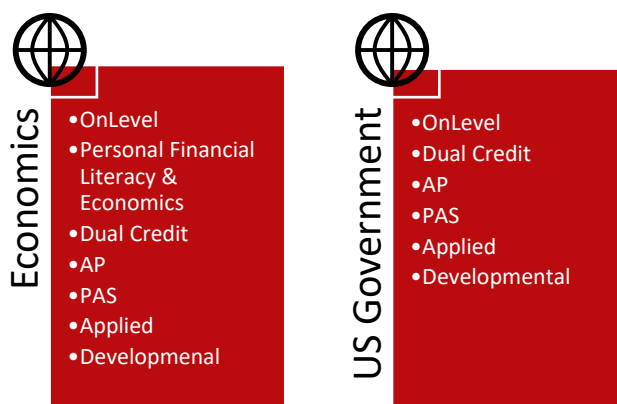 Economics
•OnLevel
•Personal Financial
Literacy &
Economics
•Dual Credit
•AP
•PAS
•Applied
•Developmenal
US Government
•OnLevel
•Dual Credit
•AP
•PAS
•Applied
•Developmental